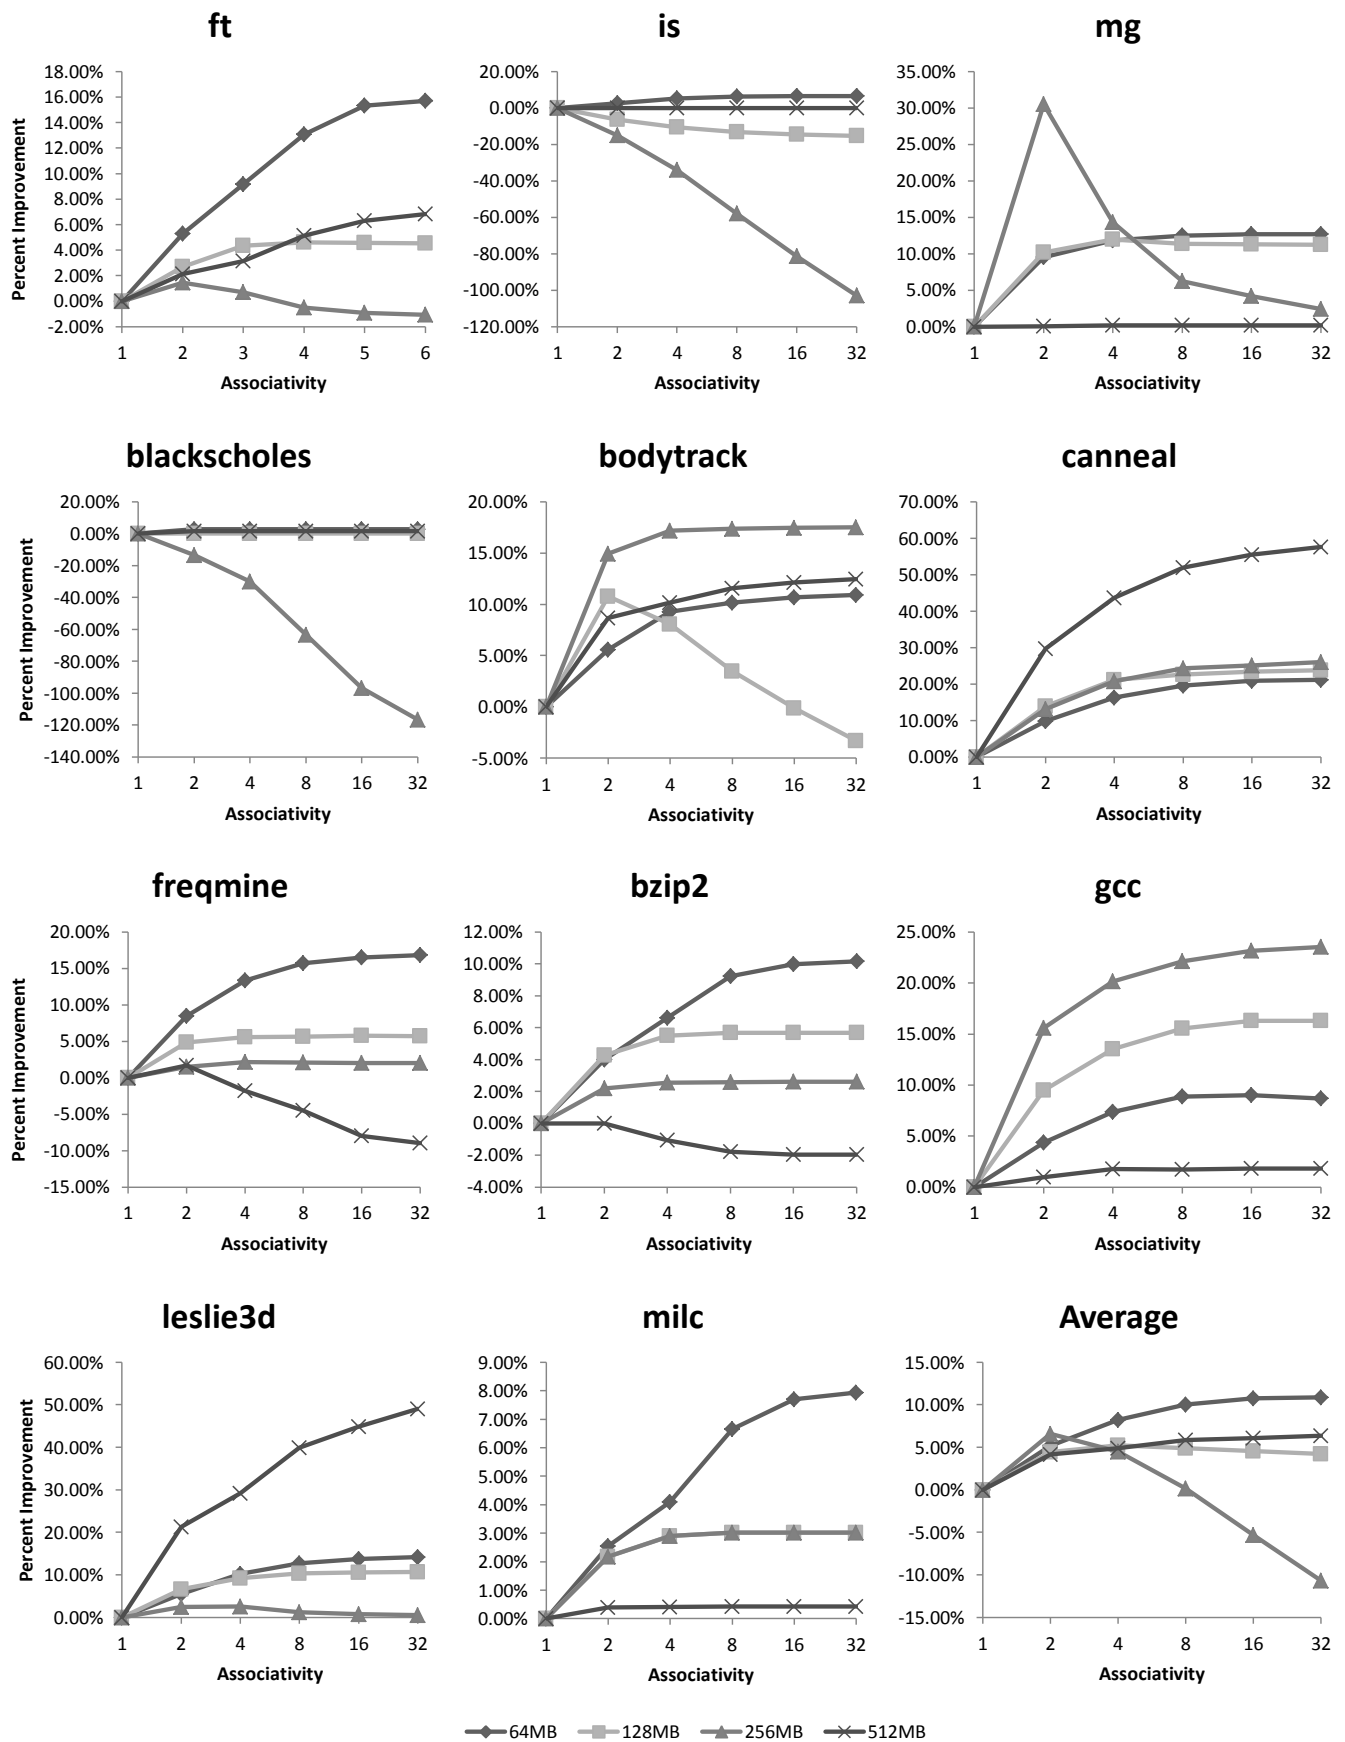 ft
is
mg
Percent Improvement
18.00%
16.00%
14.00%
12.00%
10.00%
8.00%
6.00%
4.00%
2.00%
0.00%
-2.00%
1 2 3 4 5 6
Associativity
20.00%
0.00%
-20.00%
-40.00%
-60.00%
-80.00%
-100.00%
-120.00%
1 2 4 8 16 32
Associativity
35.00%
30.00%
25.00%
20.00%
15.00%
10.00%
5.00%
0.00%
1 2 4 8 16 32
Associativity
blackscholes
bodytrack
canneal
Percent Improvement
20.00%
0.00%
-20.00%
-40.00%
-60.00%
-80.00%
-100.00%
-120.00%
-140.00%
1 2 4 8 16 32
Associativity
20.00%
15.00%
10.00%
5.00%
0.00%
-5.00%
1 2 4 8 16 32
Associativity
70.00%
60.00%
50.00%
40.00%
30.00%
20.00%
10.00%
0.00%
1 2 4 8 16 32
Associativity
freqmine
bzip2
gcc
Percent Improvement
20.00%
15.00%
10.00%
5.00%
0.00%
-5.00%
-10.00%
-15.00%
1 2 4 8 16 32
Associativity
12.00%
10.00%
8.00%
6.00%
4.00%
2.00%
0.00%
-2.00%
-4.00%
1 2 4 8 16 32
Associativity
25.00%
20.00%
15.00%
10.00%
5.00%
0.00%
1 2 4 8 16 32
Associativity
leslie3d
milc
Average
Percent Improvement
60.00%
50.00%
40.00%
30.00%
20.00%
10.00%
0.00%
1 2 4 8 16 32
Associativity
9.00%
8.00%
7.00%
6.00%
5.00%
4.00%
3.00%
2.00%
1.00%
0.00%
1 2 4 8 16 32
Associativity
15.00%
10.00%
5.00%
0.00%
-5.00%
-10.00%
-15.00%
1 2 4 8 16 32
Associativity
64MB 128MB 256MB 512MB